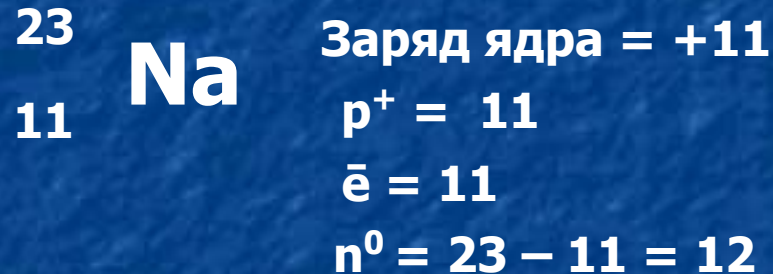 23
11
Na
Заряд ядра = +11
p⁺ = 11
ē = 11
n⁰ = 23 – 11 = 12